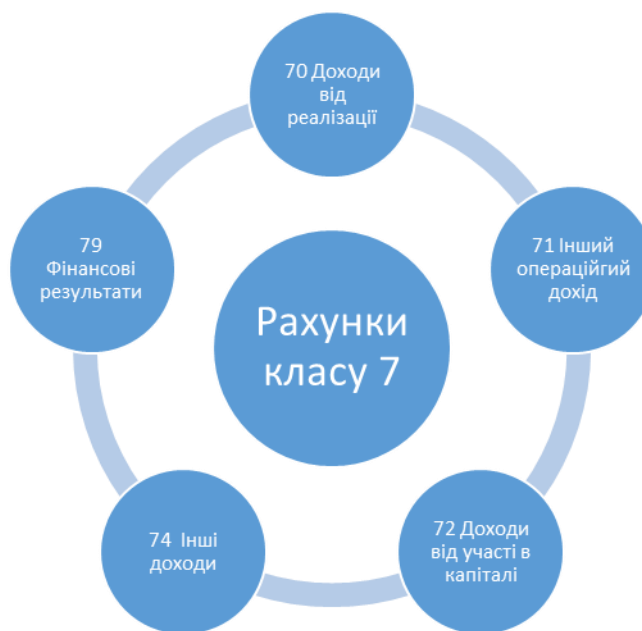 70 Доходи
від
реалізації
71 Інший
операційгий
дохід
72 Доходи
від участі в
капіталі
74 Інші
доходи
79
Фінансові
результати
Рахунки
класу 7